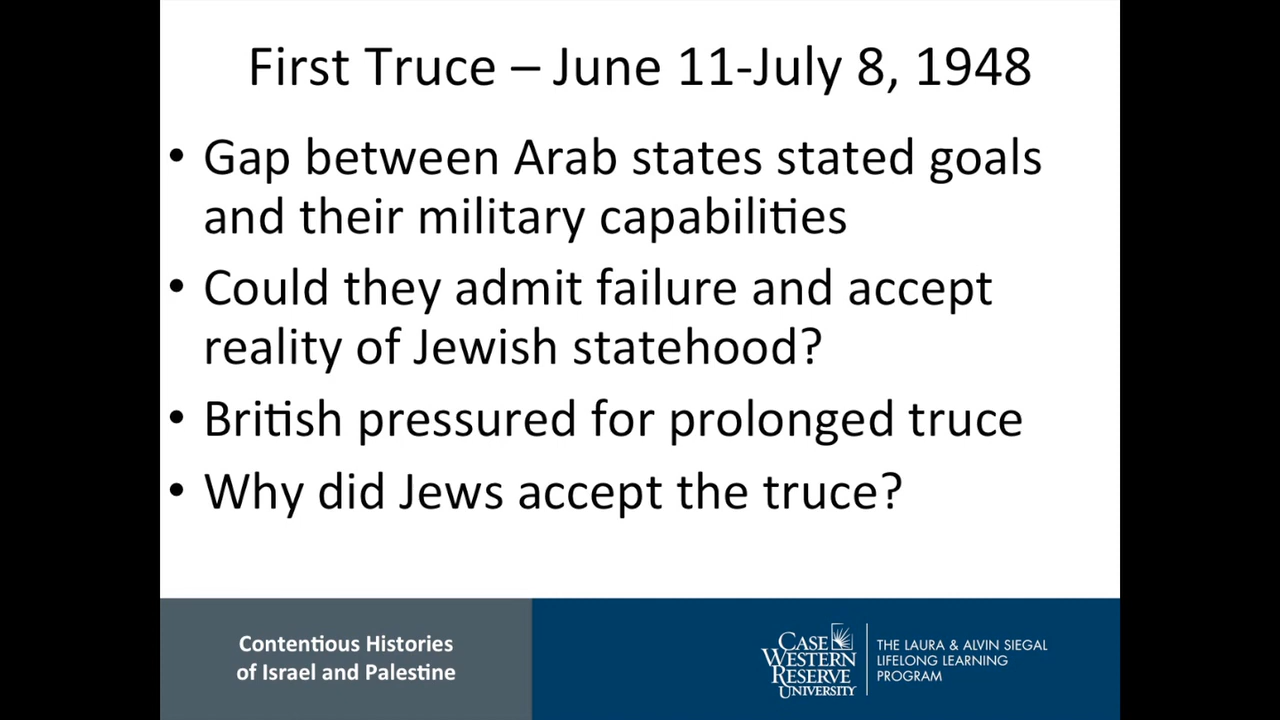 First Truce – June 11-July 8, 1948
• Gap between Arab states stated goals
and their military capabilities
• Could they admit failure and accept
reality of Jewish statehood?
• British pressured for prolonged truce
• Why did Jews accept the truce?
Contentious Histories
of Israel and Palestine
CASE
WESTERN
RESERVE
UNIVERSITY
THE LAURA & ALVIN SIEGAL
LIFELONG LEARNING
PROGRAM